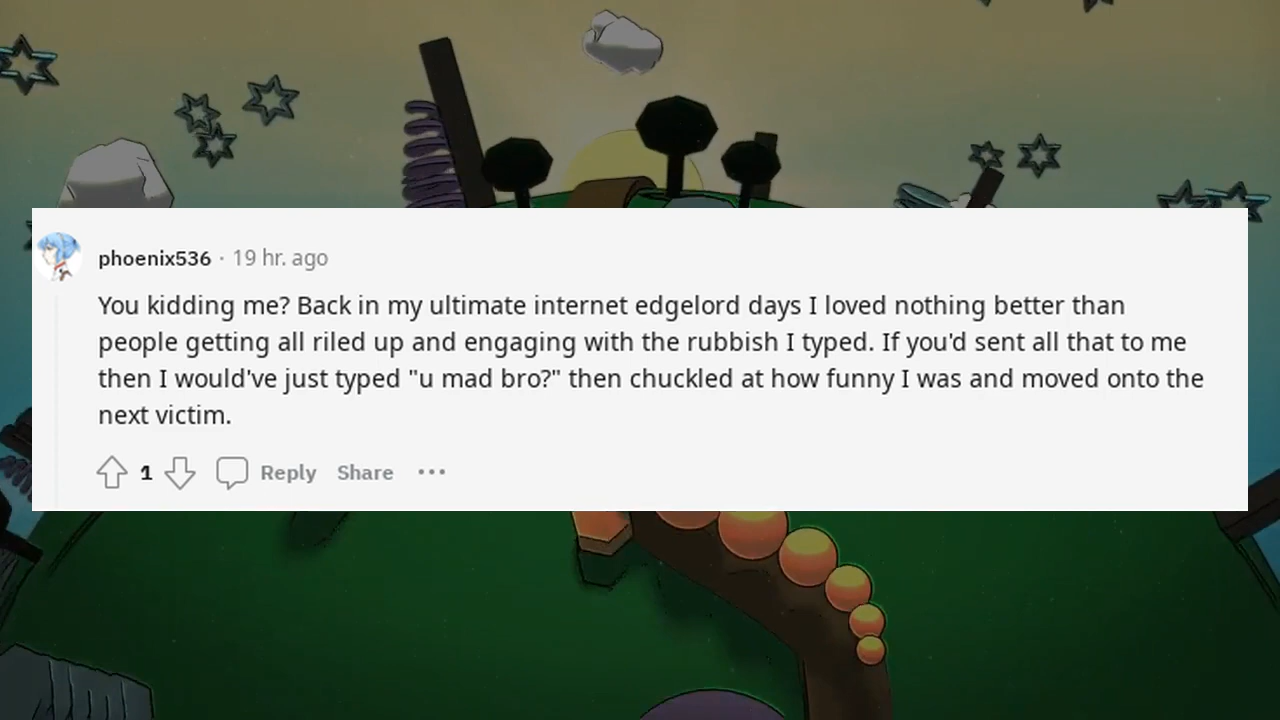 phoenix536 · 19 hr. ago
You kidding me? Back in my ultimate internet edgelord days I loved nothing better than
people getting all riled up and engaging with the rubbish I typed. If you'd sent all that to me
then I would've just typed "u mad bro?" then chuckled at how funny I was and moved onto the
next victim.
1 Reply Share ···